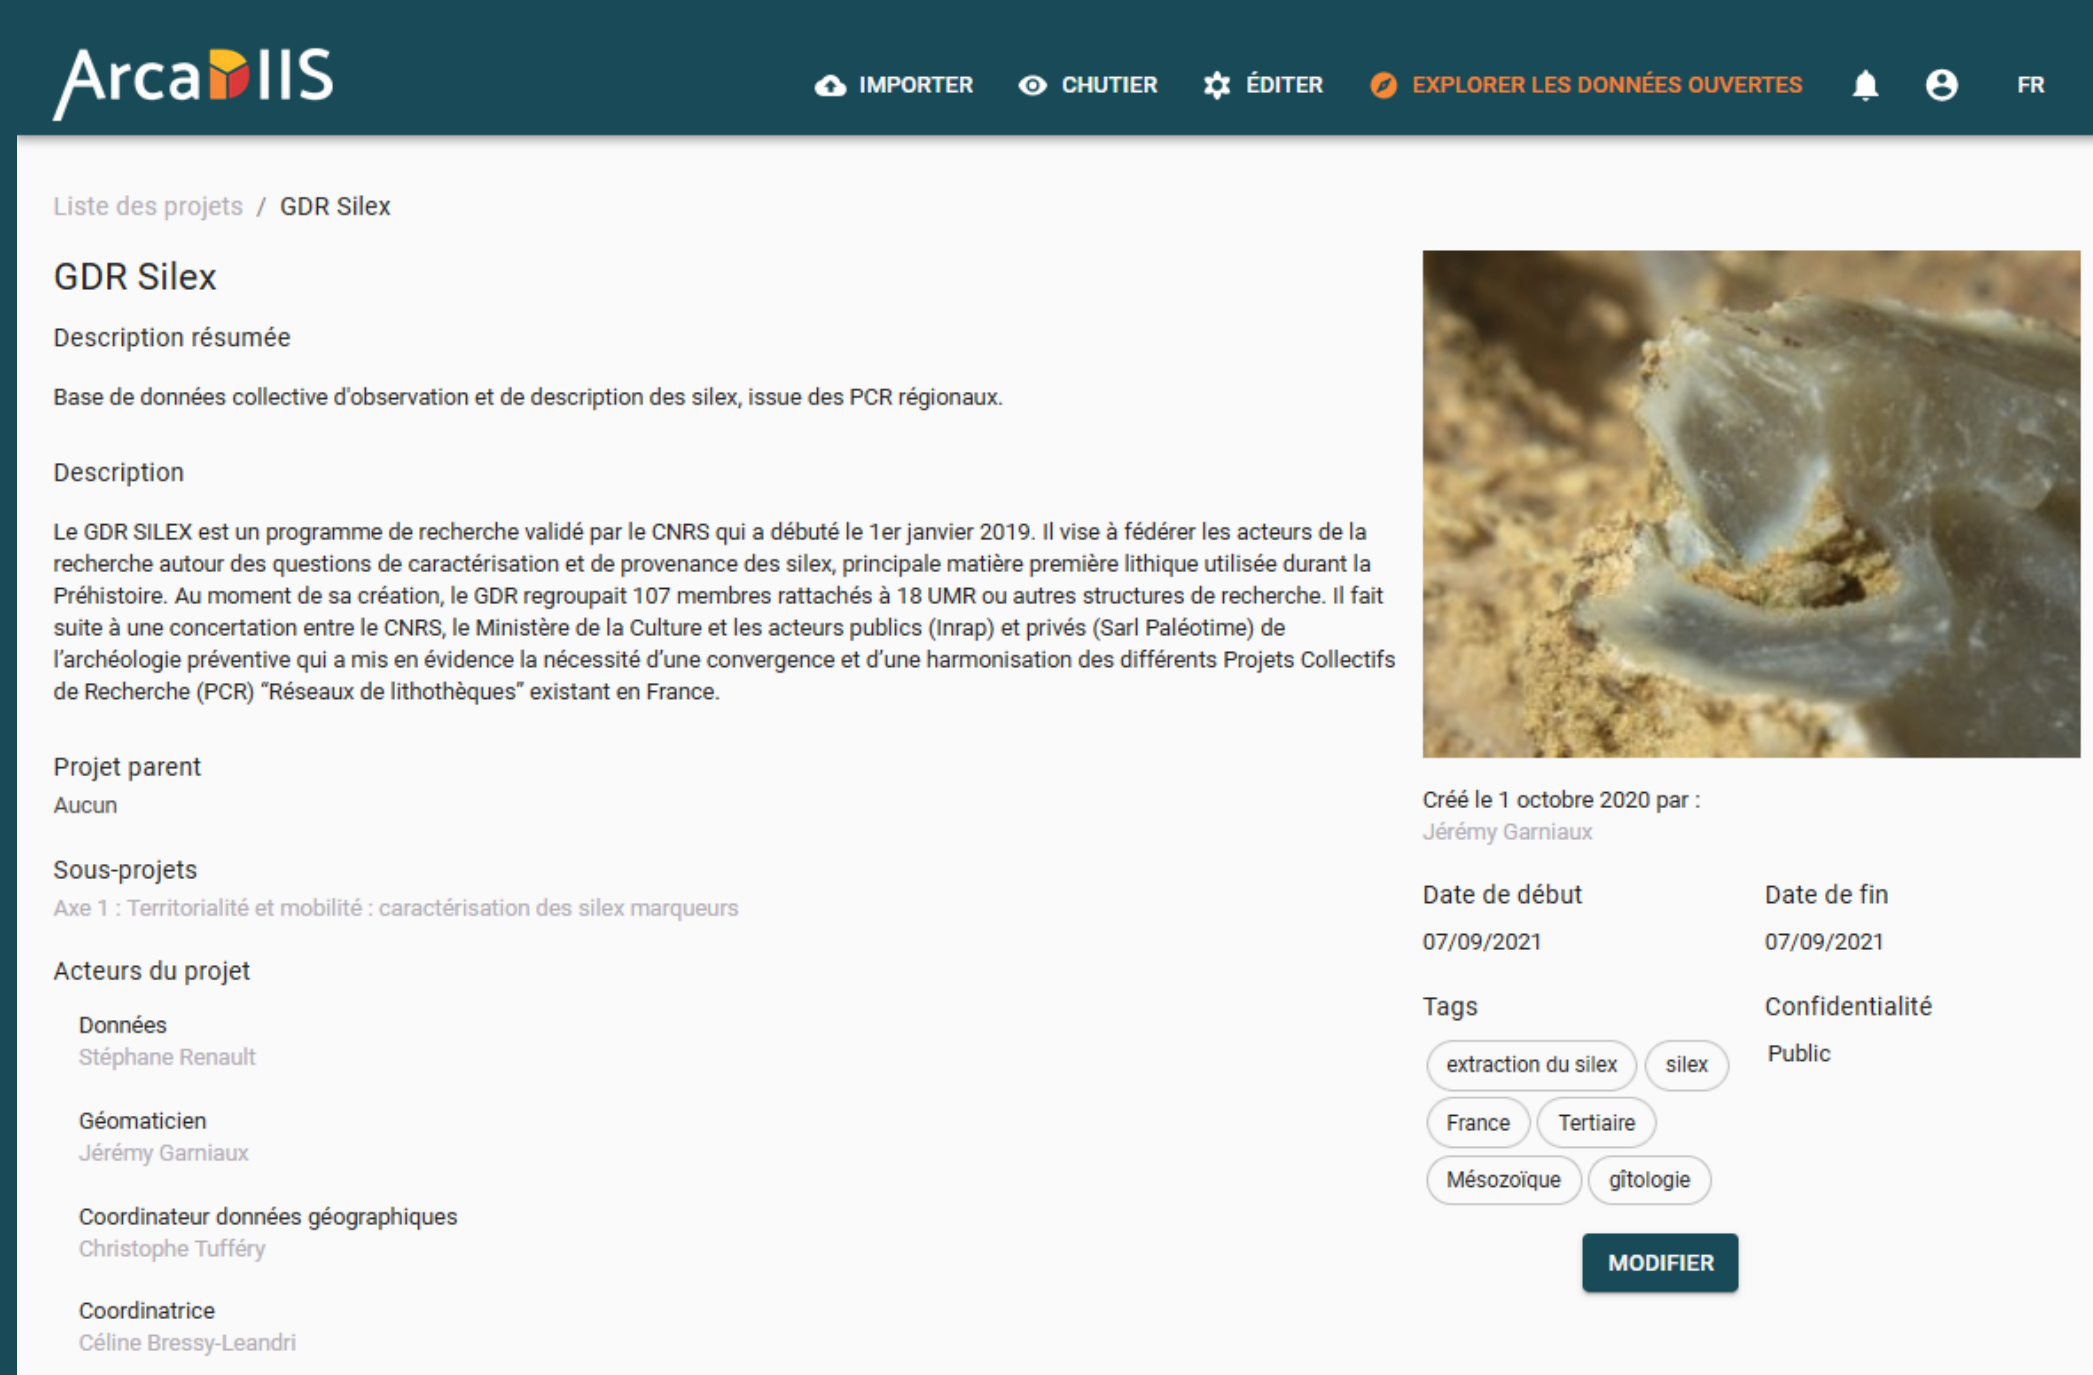 ArcaDIIS
IMPORTER CHUTIER ÉDITER EXPLORER LES DONNÉES OUVERTES FR
Liste des projets / GDR Silex
GDR Silex
Description résumée
Base de données collective d'observation et de description des silex, issue des PCR régionaux.
Description
Le GDR SILEX est un programme de recherche validé par le CNRS qui a débuté le 1er janvier 2019. Il vise à fédérer les acteurs de la
recherche autour des questions de caractérisation et de provenance des silex, principale matière première lithique utilisée durant la
Préhistoire. Au moment de sa création, le GDR regroupait 107 membres rattachés à 18 UMR ou autres structures de recherche. Il fait
suite à une concertation entre le CNRS, le Ministère de la Culture et les acteurs publics (Inrap) et privés (Sarl Paléotime) de
l’archéologie préventive qui a mis en évidence la nécessité d’une convergence et d’une harmonisation des différents Projets Collectifs
de Recherche (PCR) “Réseaux de lithothèques” existant en France.
Projet parent
Aucun
Sous-projets
Axe 1 : Territorialité et mobilité : caractérisation des silex marqueurs
Acteurs du projet
Données
Stéphane Renault
Géomaticien
Jérémy Garniaux
Coordinateur données géographiques
Christophe Tufféry
Coordinatrice
Céline Bressy-Leandri
Créé le 1 octobre 2020 par :
Jérémy Garniaux
Date de début Date de fin
07/09/2021 07/09/2021
Tags Confidentialité
extraction du silex silex Public
France Tertiaire
Mésozoïque gîtologie
MODIFIER